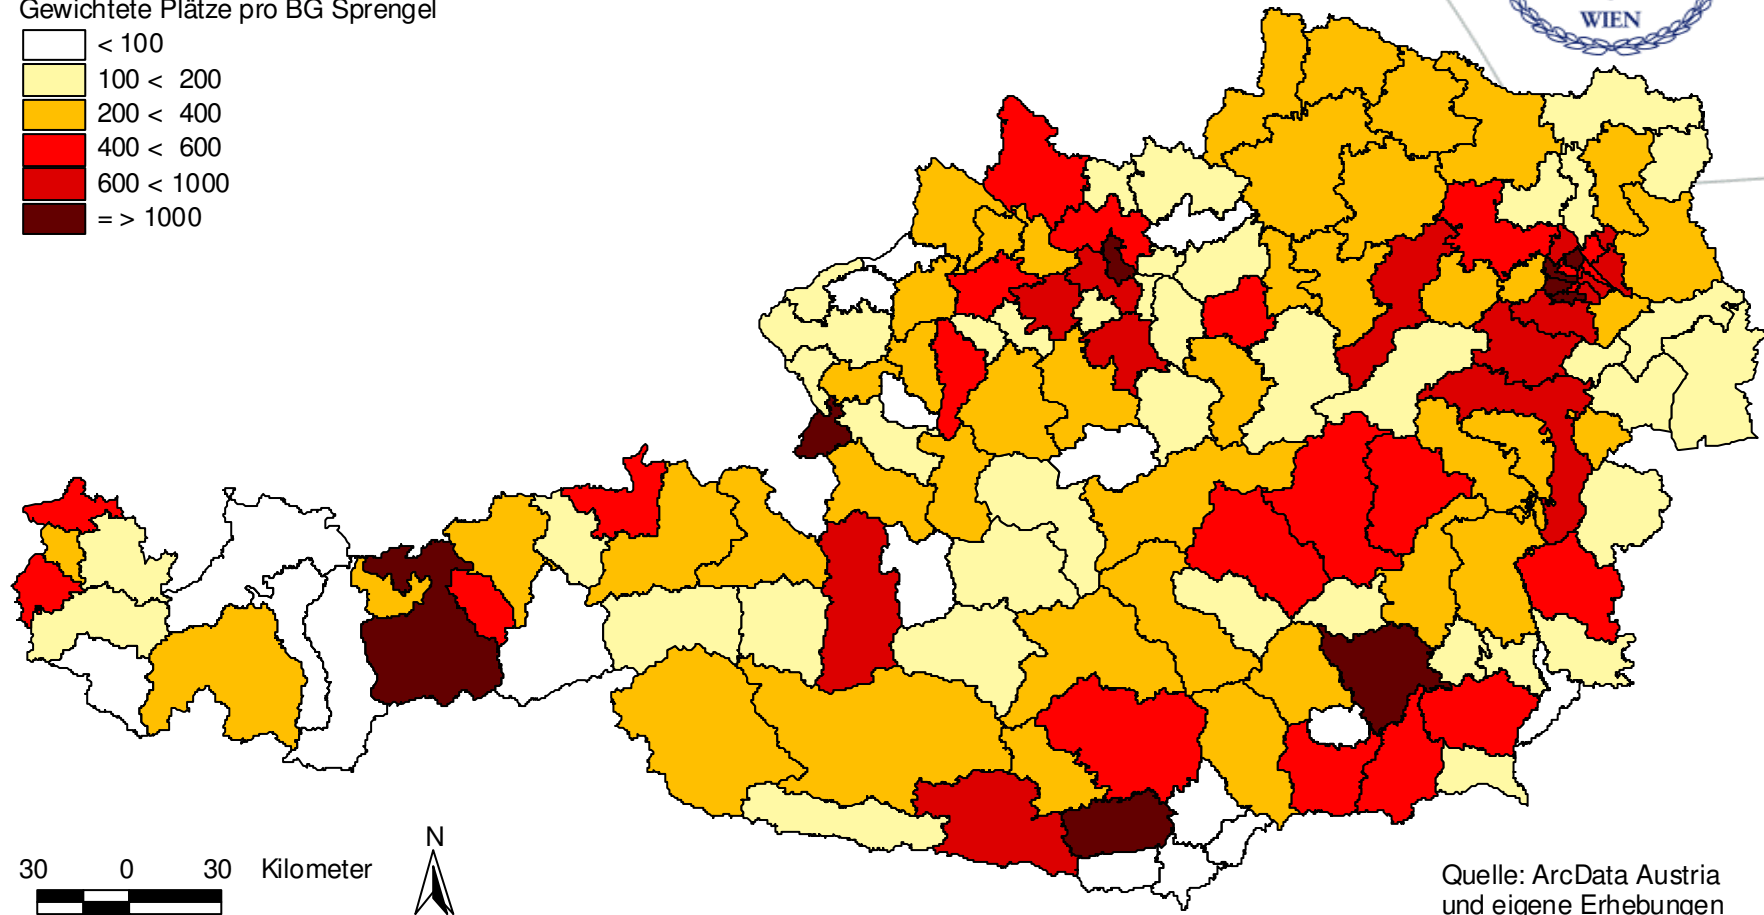 Gewichtete Plätze pro BG Sprengel
< 100
100 < 200
200 < 400
400 < 600
600 < 1000
= > 1000
WIEN
30 0 30 Kilometer
N
Quelle: ArcData Austria
und eigene Erhebungen